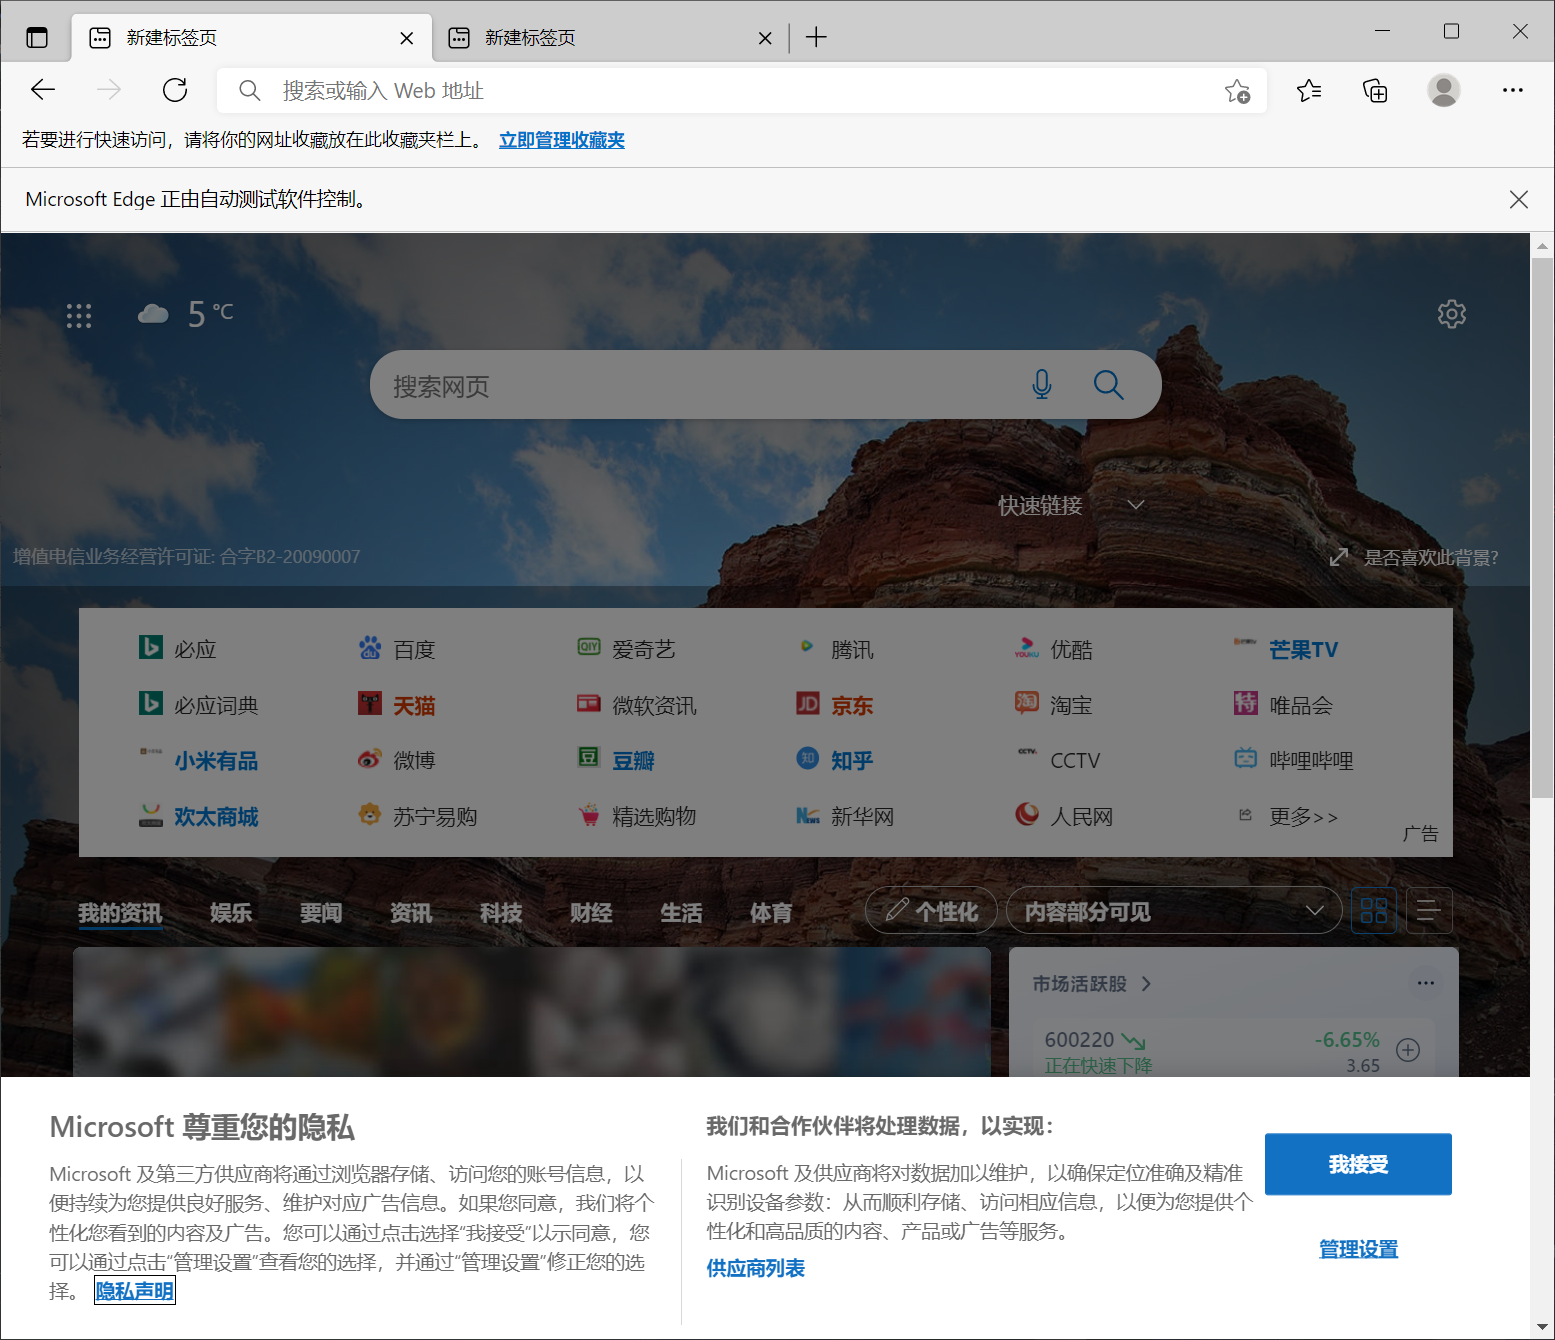 新建标签页
新建标签页
搜索或输入 Web 地址
若要进行快速访问，请将你的网址收藏放在此收藏夹栏上。 立即管理收藏夹
Microsoft Edge 正由自动测试软件控制。
5 °C
搜索网页
快速链接
增值电信业务经营许可证: 合字B2-20090007
是否喜欢此背景?
必应 百度 爱奇艺 腾讯 优酷 芒果TV
必应词典 天猫 微软资讯 京东 淘宝 唯品会
小米有品 微博 豆瓣 知乎 CCTV 哔哩哔哩
欢太商城 苏宁易购 精选购物 新华网 人民网 更多>>
广告
我的资讯 娱乐 要闻 资讯 科技 财经 生活 体育 个性化 内容部分可见
市场活跃股
600220 -6.65%
正在快速下降 3.65
Microsoft 尊重您的隐私
Microsoft 及第三方供应商将通过浏览器存储、访问您的账号信息，以
便持续为您提供良好服务、维护对应广告信息。如果您同意，我们将个
性化您看到的内容及广告。您可以通过点击选择“我接受”以示同意，您
可以通过点击“管理设置”查看您的选择，并通过“管理设置”修正您的选
择。 隐私声明
我们和合作伙伴将处理数据，以实现：
Microsoft 及供应商将对数据加以维护，以确保定位准确及精准
识别设备参数：从而顺利存储、访问相应信息，以便为您提供个
性化和高品质的内容、产品或广告等服务。
供应商列表
我接受
管理设置